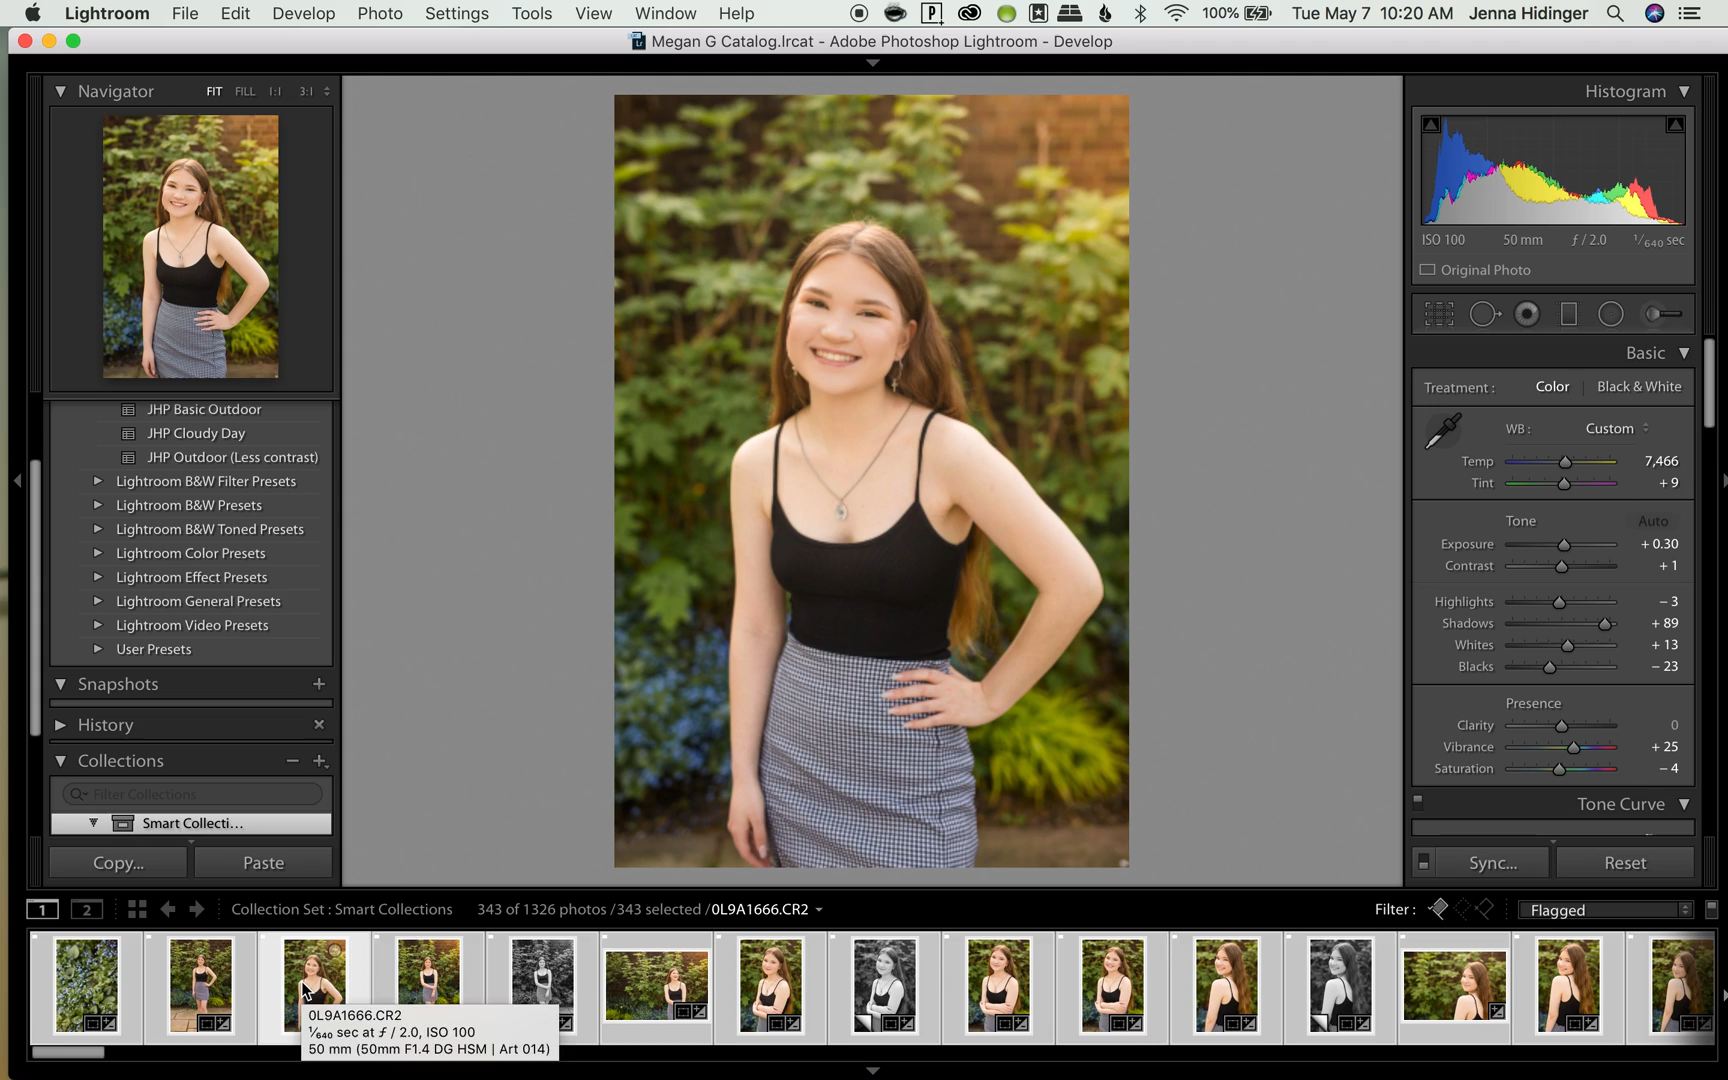 Lightroom File Edit Develop Photo Settings Tools View Window Help 100% Tue May 7 10:20 AM Jenna Hidinger
Megan G Catalog.lrcat - Adobe Photoshop Lightroom - Develop
Navigator FIT FILL 1:1 3:1
JHP Basic Outdoor
JHP Cloudy Day
JHP Outdoor (Less contrast)
Lightroom B&W Filter Presets
Lightroom B&W Presets
Lightroom B&W Toned Presets
Lightroom Color Presets
Lightroom Effect Presets
Lightroom General Presets
Lightroom Video Presets
User Presets
Snapshots +
History ×
Collections − +
Filter Collections
Smart Collecti...
Copy... Paste
Histogram
ISO 100 50 mm ƒ / 2.0 1/640 sec
Original Photo
Basic
Treatment : Color Black & White
WB : Custom
Temp 7,466
Tint + 9
Tone Auto
Exposure + 0.30
Contrast + 1
Highlights − 3
Shadows + 89
Whites + 13
Blacks − 23
Presence
Clarity 0
Vibrance + 25
Saturation − 4
Tone Curve
Sync... Reset
1 2 Collection Set : Smart Collections 343 of 1326 photos /343 selected /0L9A1666.CR2 Filter : Flagged
0L9A1666.CR2
1/640 sec at ƒ / 2.0, ISO 100
50 mm (50mm F1.4 DG HSM | Art 014)